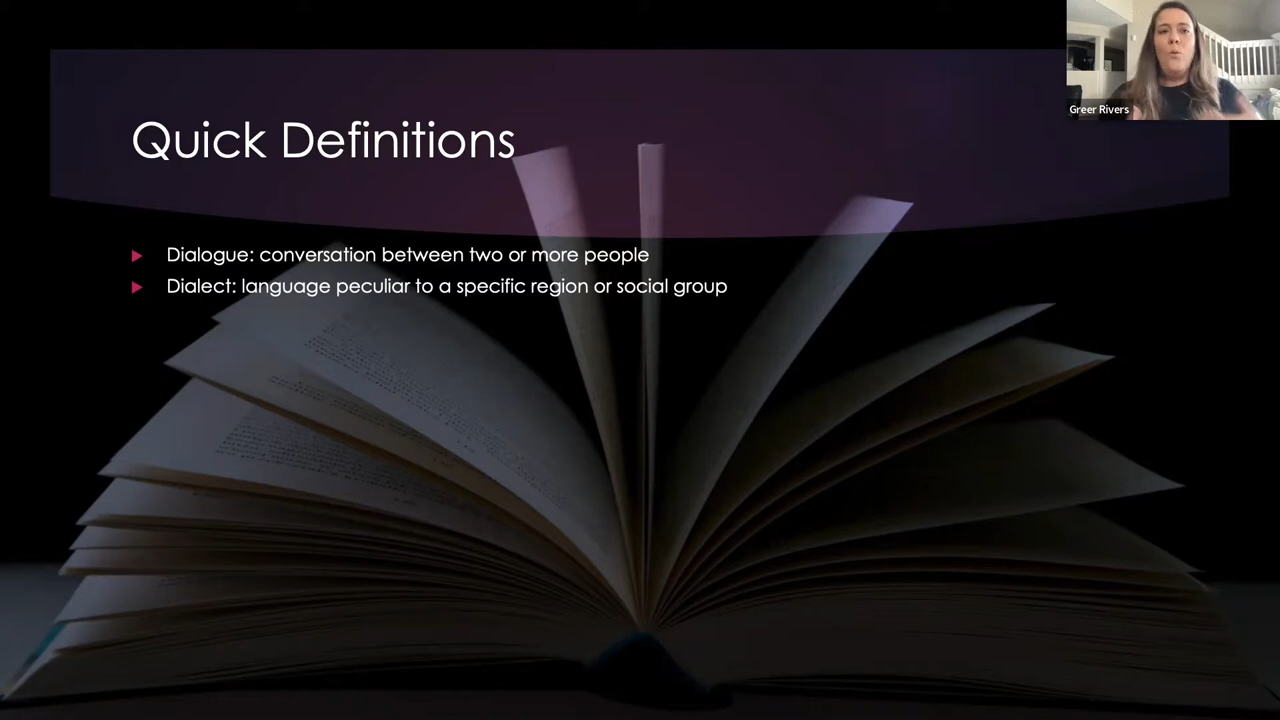 Greer Rivers
Quick Definitions
Dialogue: conversation between two or more people
Dialect: language peculiar to a specific region or social group